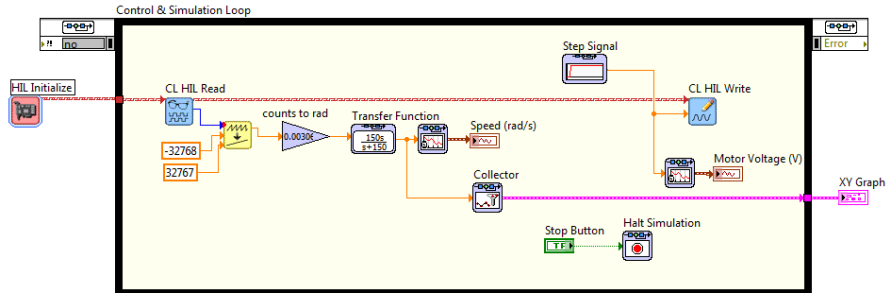 Control & Simulation Loop
?!
no
Error
Step Signal
HIL Initialize
CL HIL Read
CL HIL Write
counts to rad
Transfer Function
Speed (rad/s)
-32768
32767
0.0030
150s
s+150
Motor Voltage (V)
Collector
XY Graph
Stop Button
Halt Simulation
TF